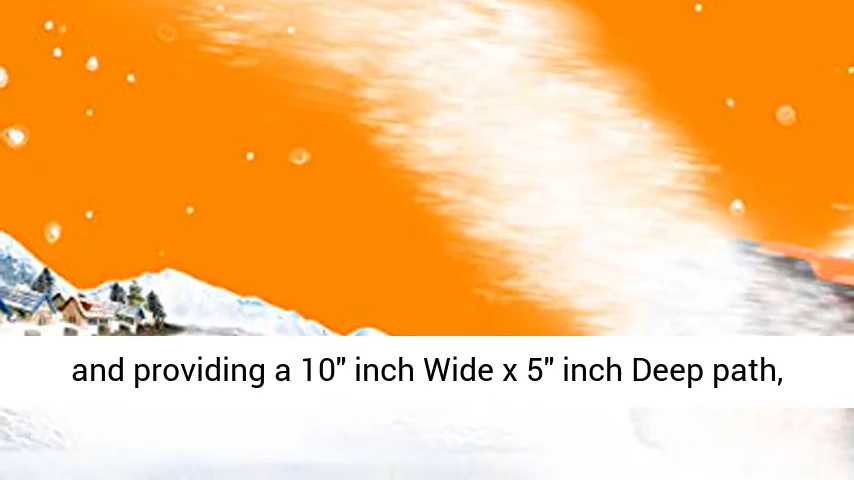 and providing a 10" inch Wide x 5" inch Deep path,